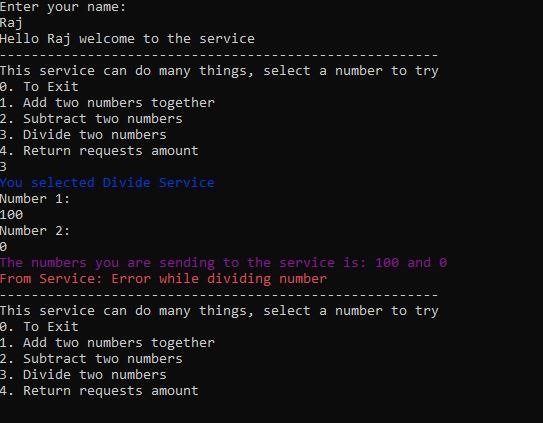 Enter your name:
Raj
Hello Raj welcome to the service
-------------------------------------------------------
This service can do many things, select a number to try
0. To Exit
1. Add two numbers together
2. Subtract two numbers
3. Divide two numbers
4. Return requests amount
3
You selected Divide Service
Number 1:
100
Number 2:
0
The numbers you are sending to the service is: 100 and 0
From Service: Error while dividing number
-------------------------------------------------------
This service can do many things, select a number to try
0. To Exit
1. Add two numbers together
2. Subtract two numbers
3. Divide two numbers
4. Return requests amount